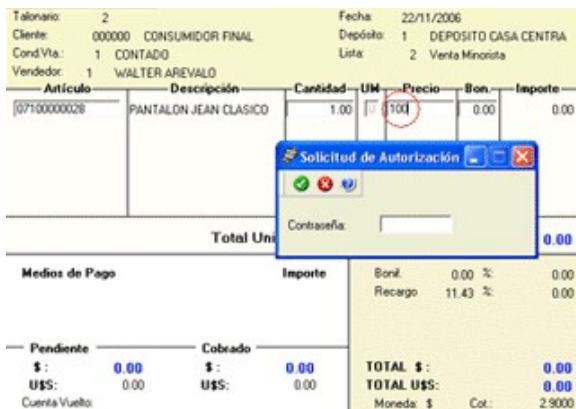 Talonario: 2 Fecha: 22/11/2006
Cliente: 000000 CONSUMIDOR FINAL Depósito: 1 DEPOSITO CASA CENTRA
Cond.Vta.: 1 CONTADO Lista: 2 Venta Minorista
Vendedor: 1 WALTER AREVALO
Artículo Descripción Cantidad UM Precio Bon. Importe
07100000028 PANTALON JEAN CLASICO 1.00 U 100 0.00 0.00
Solicitud de Autorización
Contraseña:
Total Uni 0.00
Medios de Pago Importe Bonif. 0.00 % 0.00
Recargo 11.43 % 0.00
Pendiente Cobrado
$ : 0.00 $ : 0.00 TOTAL $ : 0.00
U$S: 0.00 U$S: 0.00 TOTAL U$S: 0.00
Cuenta Vuelto: Moneda: $ Cot.: 2.9000